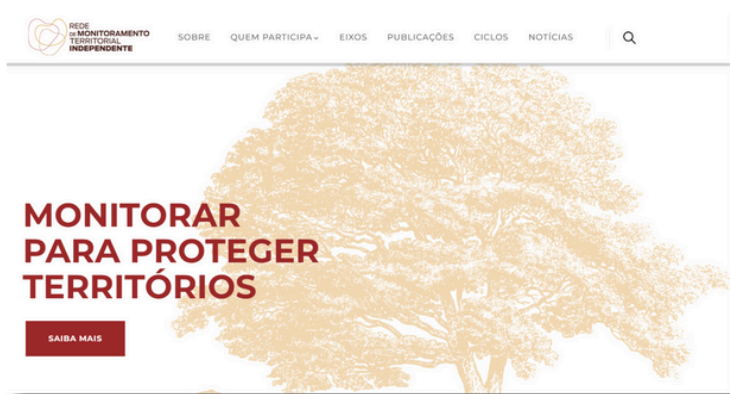 REDE
DE MONITORAMENTO
TERRITORIAL
INDEPENDENTE
SOBRE QUEM PARTICIPA EIXOS PUBLICAÇÕES CICLOS NOTÍCIAS
MONITORAR
PARA PROTEGER
TERRITÓRIOS
SAIBA MAIS